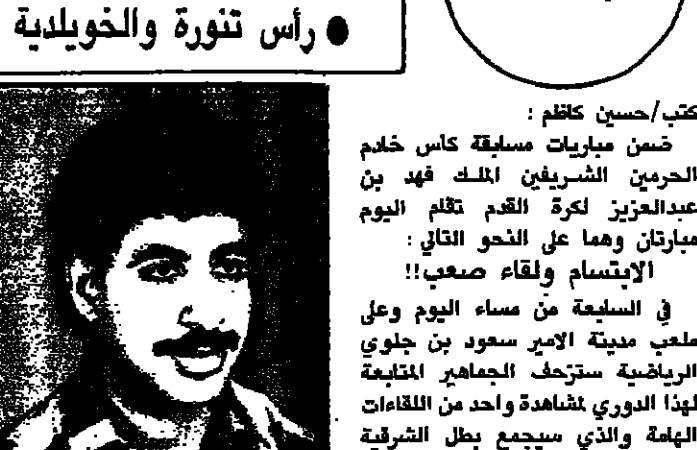 ● رأس تنورة والخويلدية
كتب/حسين كاظم :
ضمن مباريات مسابقة كأس خادم
الحرمين الشريفين الملك فهد بن
عبدالعزيز لكرة القدم تقام اليوم
مبارتان وهما على النحو التالي :
الابتسام ولقاء صعب!!
في السابعة من مساء اليوم وعلى
ملعب مدينة الامير سعود بن جلوي
الرياضية ستزحف الجماهير المتابعة
لهذا الدوري لمشاهدة واحد من اللقاءات
الهامة والذي سيجمع بطل الشرقية